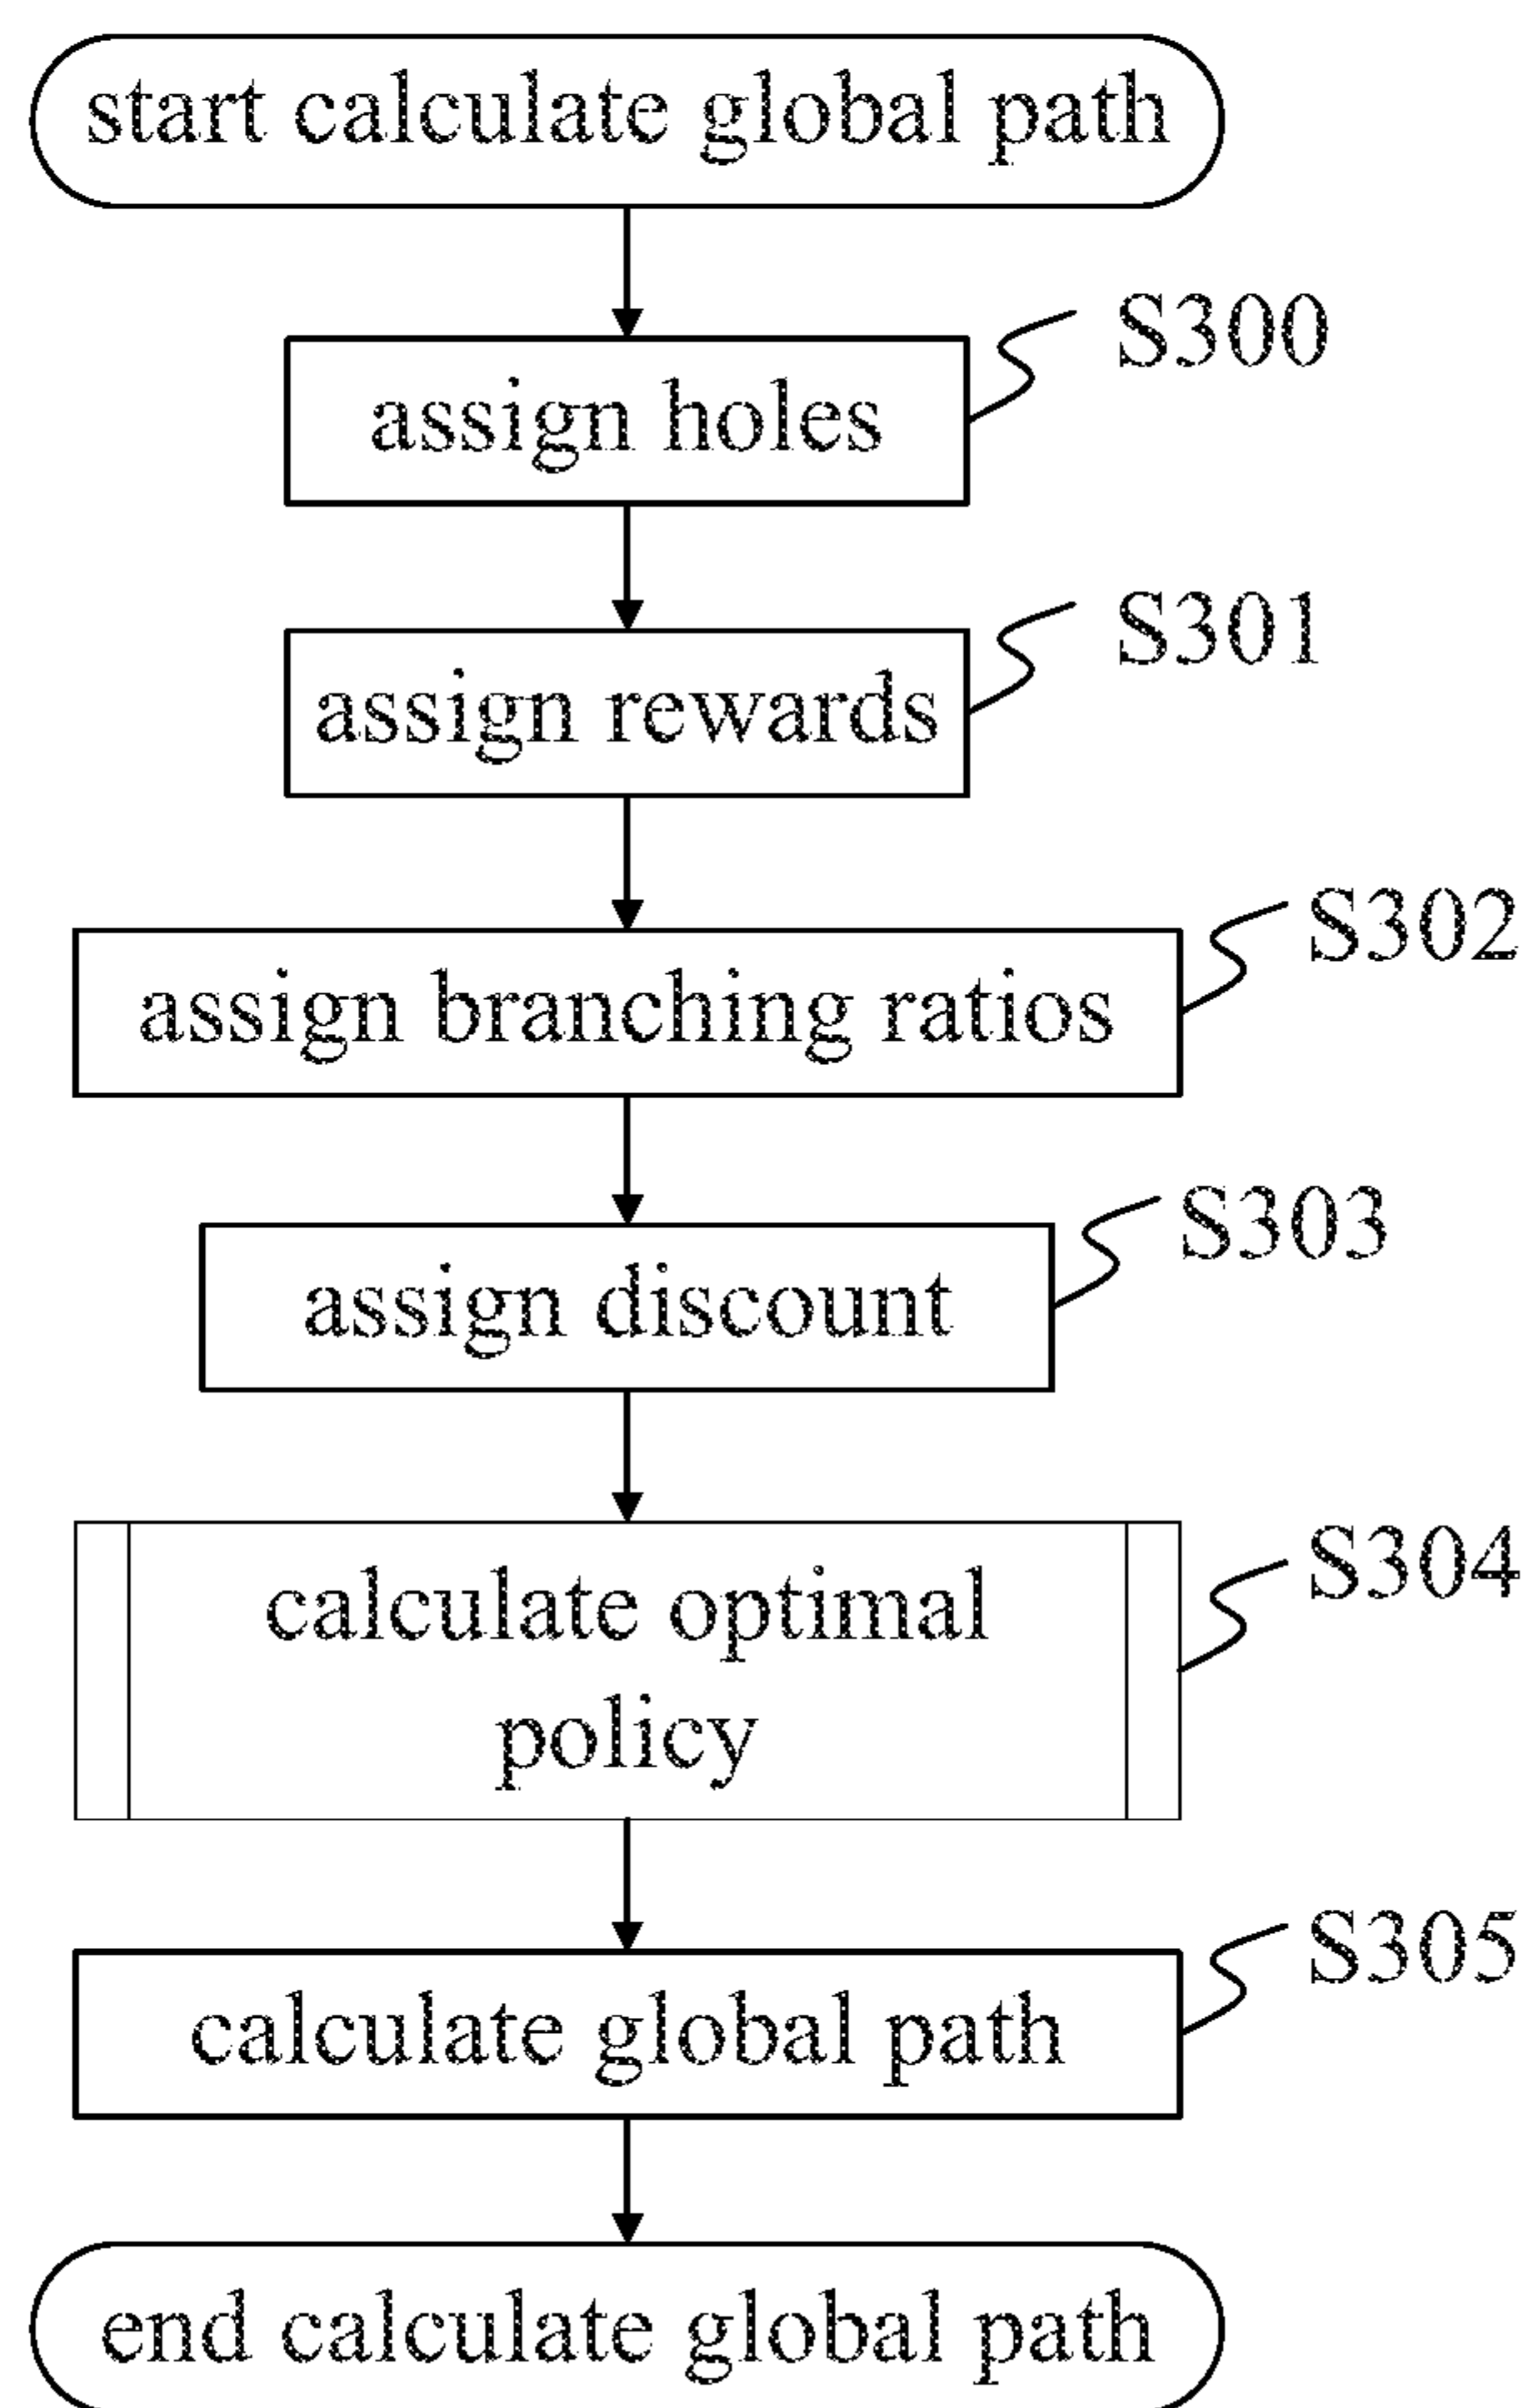 start calculate global path
S300
assign holes
S301
assign rewards
S302
assign branching ratios
S303
assign discount
S304
calculate optimal
policy
S305
calculate global path
end calculate global path